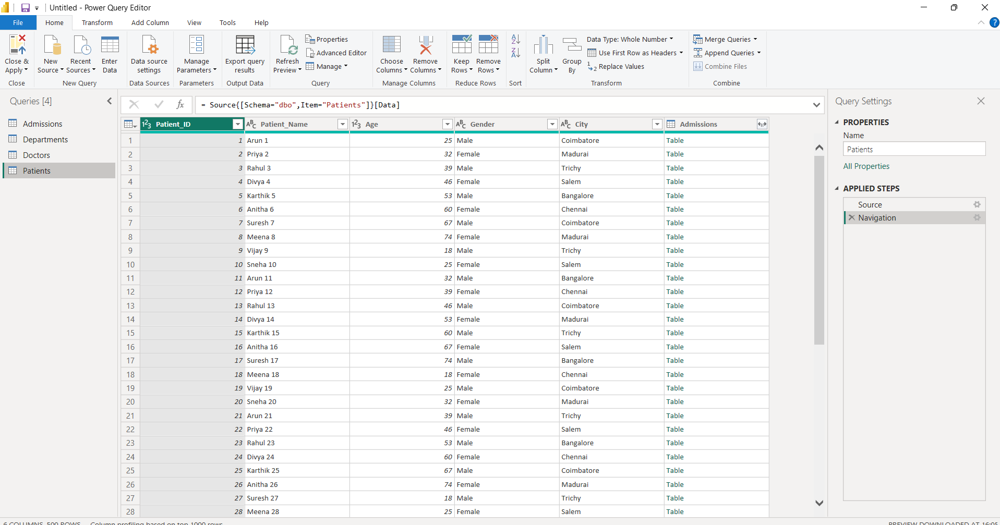 Untitled - Power Query Editor
File Home Transform Add Column View Tools Help
Close & Apply
Close
New Source
Recent Sources
Enter Data
New Query
Data source settings
Data Sources
Manage Parameters
Parameters
Export query results
Output Data
Refresh Preview
Properties
Advanced Editor
Manage
Query
Choose Columns
Remove Columns
Manage Columns
Keep Rows
Remove Rows
Reduce Rows
Sort
Split Column
Group By
Data Type: Whole Number
Use First Row as Headers
Replace Values
Transform
Merge Queries
Append Queries
Combine Files
Combine
Queries [4]
Admissions
Departments
Doctors
Patients
fx = Source{[Schema="dbo",Item="Patients"]}[Data]
Patient_ID Patient_Name Age Gender City Admissions
1 1 Arun 1 25 Male Coimbatore Table
2 2 Priya 2 32 Female Madurai Table
3 3 Rahul 3 39 Male Trichy Table
4 4 Divya 4 46 Female Salem Table
5 5 Karthik 5 53 Male Bangalore Table
6 6 Anitha 6 60 Female Chennai Table
7 7 Suresh 7 67 Male Coimbatore Table
8 8 Meena 8 74 Female Madurai Table
9 9 Vijay 9 18 Male Trichy Table
10 10 Sneha 10 25 Female Salem Table
11 11 Arun 11 32 Male Bangalore Table
12 12 Priya 12 39 Female Chennai Table
13 13 Rahul 13 46 Male Coimbatore Table
14 14 Divya 14 53 Female Madurai Table
15 15 Karthik 15 60 Male Trichy Table
16 16 Anitha 16 67 Female Salem Table
17 17 Suresh 17 74 Male Bangalore Table
18 18 Meena 18 18 Female Chennai Table
19 19 Vijay 19 25 Male Coimbatore Table
20 20 Sneha 20 32 Female Madurai Table
21 21 Arun 21 39 Male Trichy Table
22 22 Priya 22 46 Female Salem Table
23 23 Rahul 23 53 Male Bangalore Table
24 24 Divya 24 60 Female Chennai Table
25 25 Karthik 25 67 Male Coimbatore Table
26 26 Anitha 26 74 Female Madurai Table
27 27 Suresh 27 18 Male Trichy Table
28 28 Meena 28 25 Female Salem Table
Query Settings
PROPERTIES
Name
Patients
All Properties
APPLIED STEPS
Source
Navigation
6 COLUMNS, 500 ROWS Column profiling based on top 1000 rows
PREVIEW DOWNLOADED AT 16:05